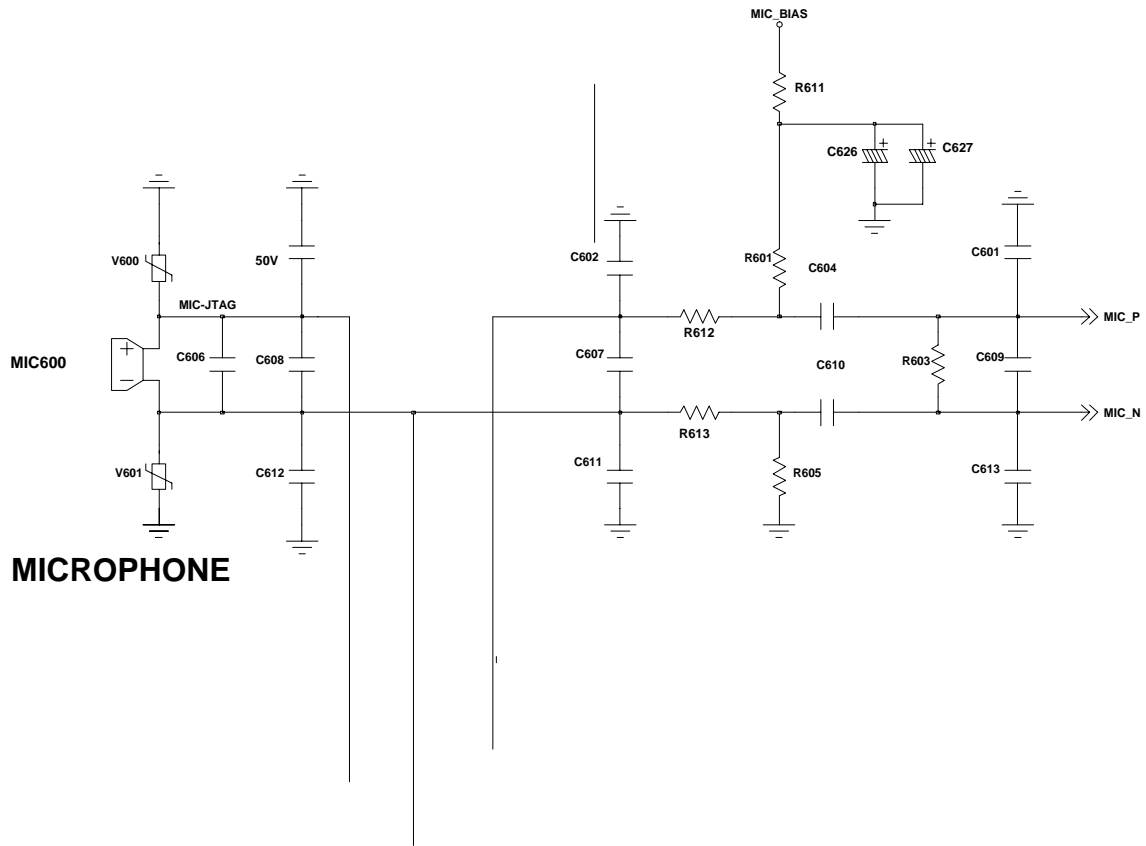 MIC_BIAS
R611
C626
+
+
C627
V600
50V
C602
R601
C604
C601
MIC-JTAG
MIC_P
R612
MIC600
+
C606
C608
C607
C610
R603
C609
−
MIC_N
R613
V601
C612
C611
R605
C613
MICROPHONE